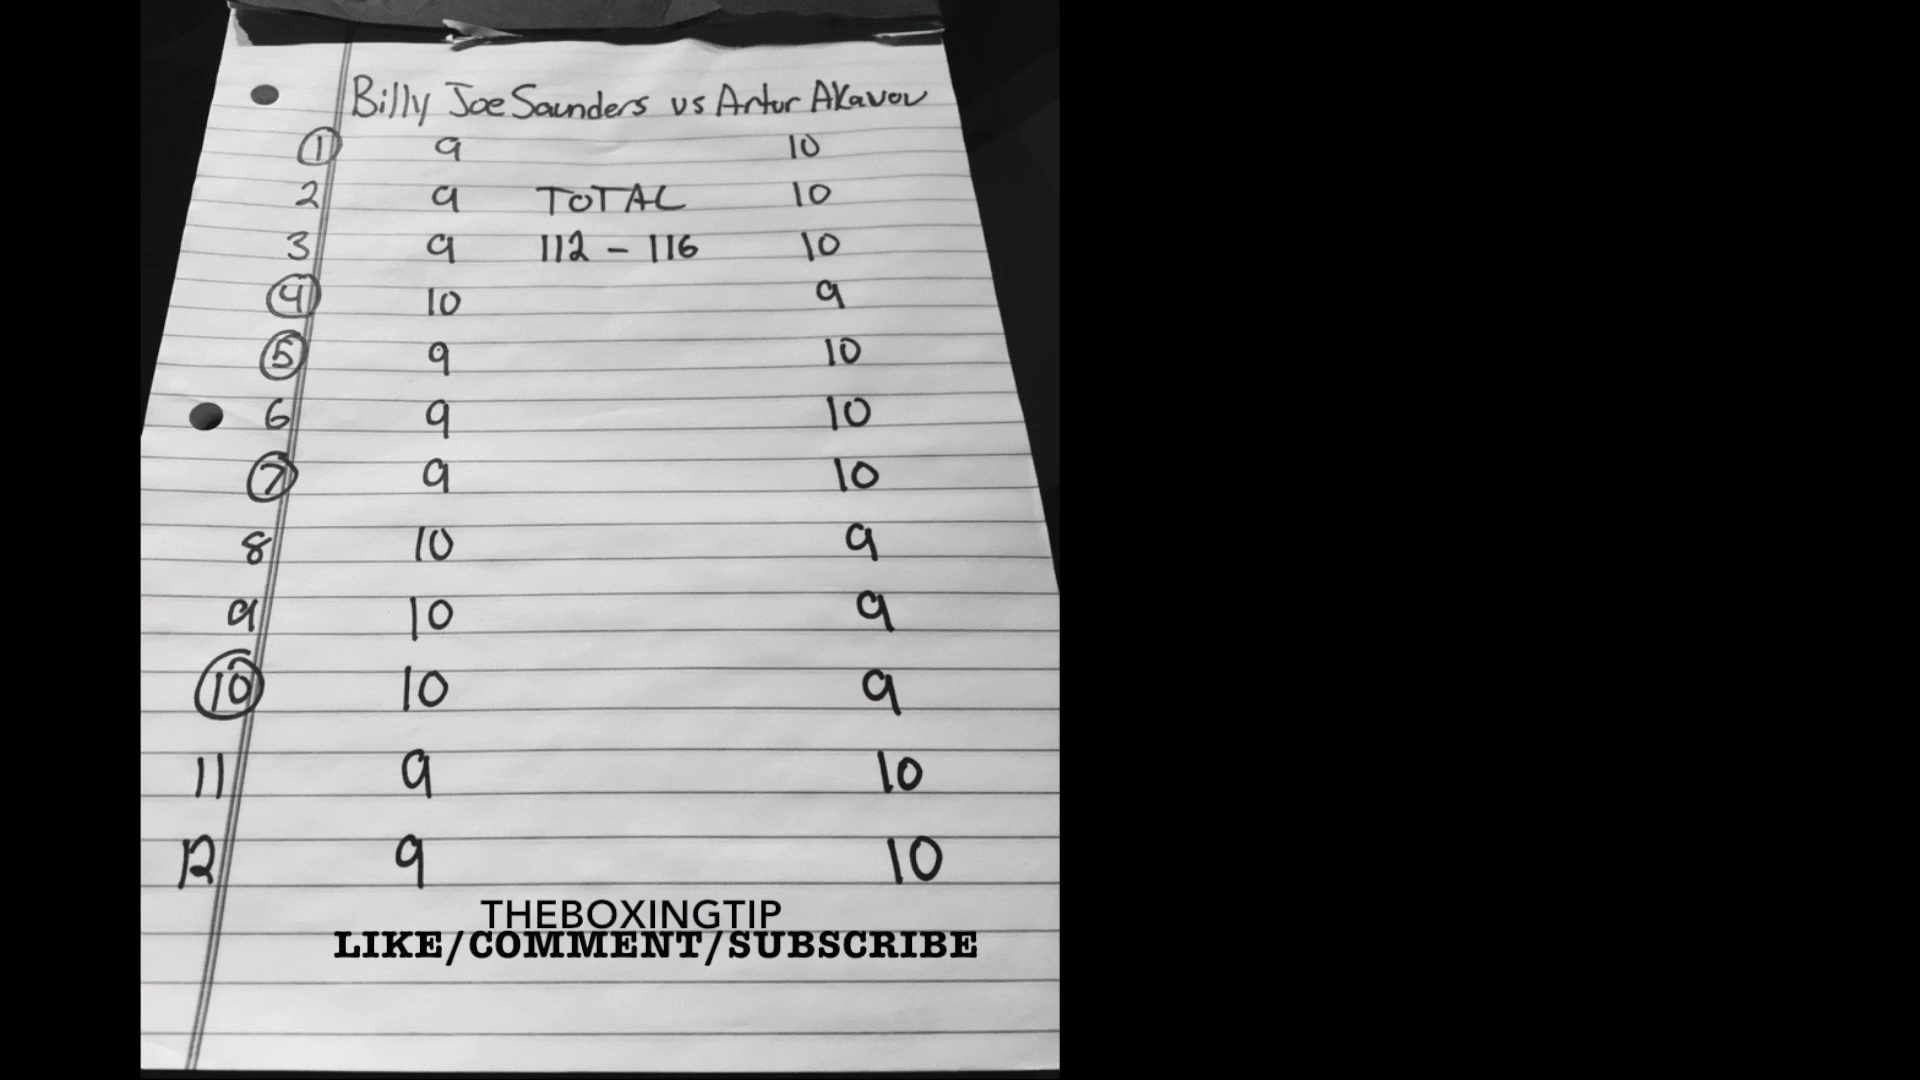 Billy Joe Saunders vs Artur Akavov
1 9 10
2 9 TOTAL 10
3 9 112 - 116 10
4 10 9
5 9 10
6 9 10
7 9 10
8 10 9
9 10 9
10 10 9
11 9 10
12 9 10
THEBOXINGTIP
LIKE/COMMENT/SUBSCRIBE